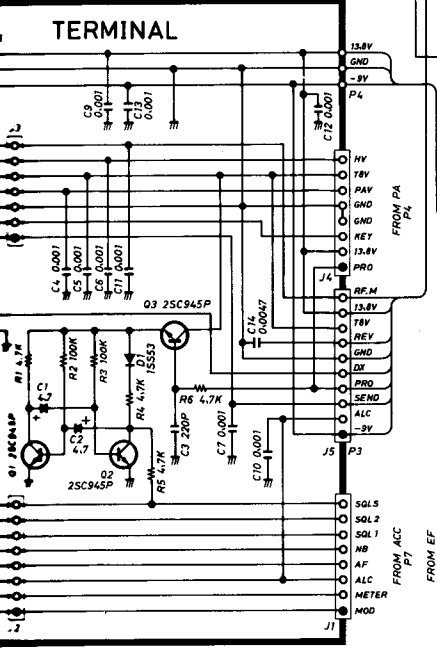 TERMINAL
13.8V
GND
-9V
P4
C9 0.001
C13 0.001
C12 0.001
HV
T8V
PAV
GND
GND
KEY
13.8V
PRO
J4
FROM PA P4
C4 0.001
C5 0.001
C6 0.001
C11 0.001
RF.M
13.8V
T8V
REV
GND
DX
PRO
SEND
ALC
-9V
J5 P3
Q3 2SC945P
C14 0.0047
R1 4.7K
R2 100K
R3 100K
D1 1S53
R4 4.7K
R6 4.7K
C1 4.7
+
C2 4.7
+
C3 220P
C7 0.001
C10 0.001
Q1 2SC945P
Q2
2SC945P
R5 4.7K
SQLS
SQL2
SQL1
NB
AF
ALC
METER
MOD
J1
FROM ACC P7
FROM EF